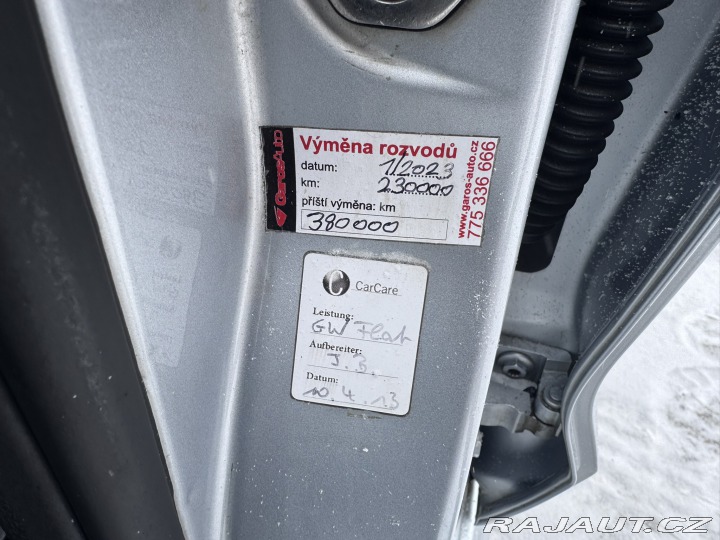 GarosAuto
Výměna rozvodů
datum: 1/2023
km: 230000
příští výměna: km
380000
www.garos-auto.cz
775 336 666
C CarCare
Leistung:
GW Flat
Aufbereiter:
J. B.
Datum:
10.4.13
RAJAUT.CZ